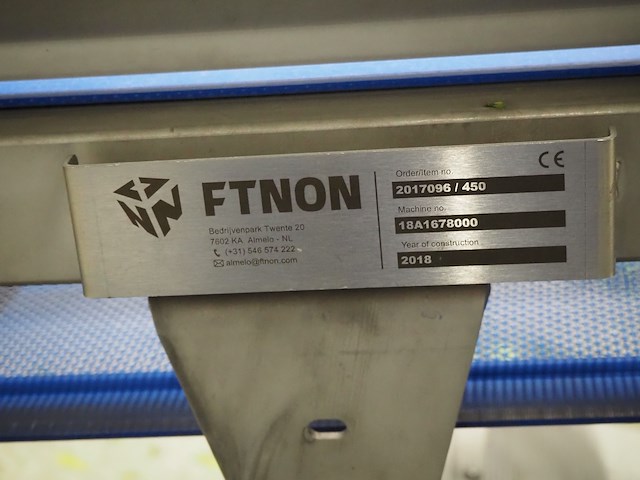 FTNON
Bedrijvenpark Twente 20
7602 KA Almelo - NL
(+31) 546 574 222
almelo@ftnon.com
CE
Order/Item no.
2017096 / 450
Machine no.
18A1678000
Year of construction
2018